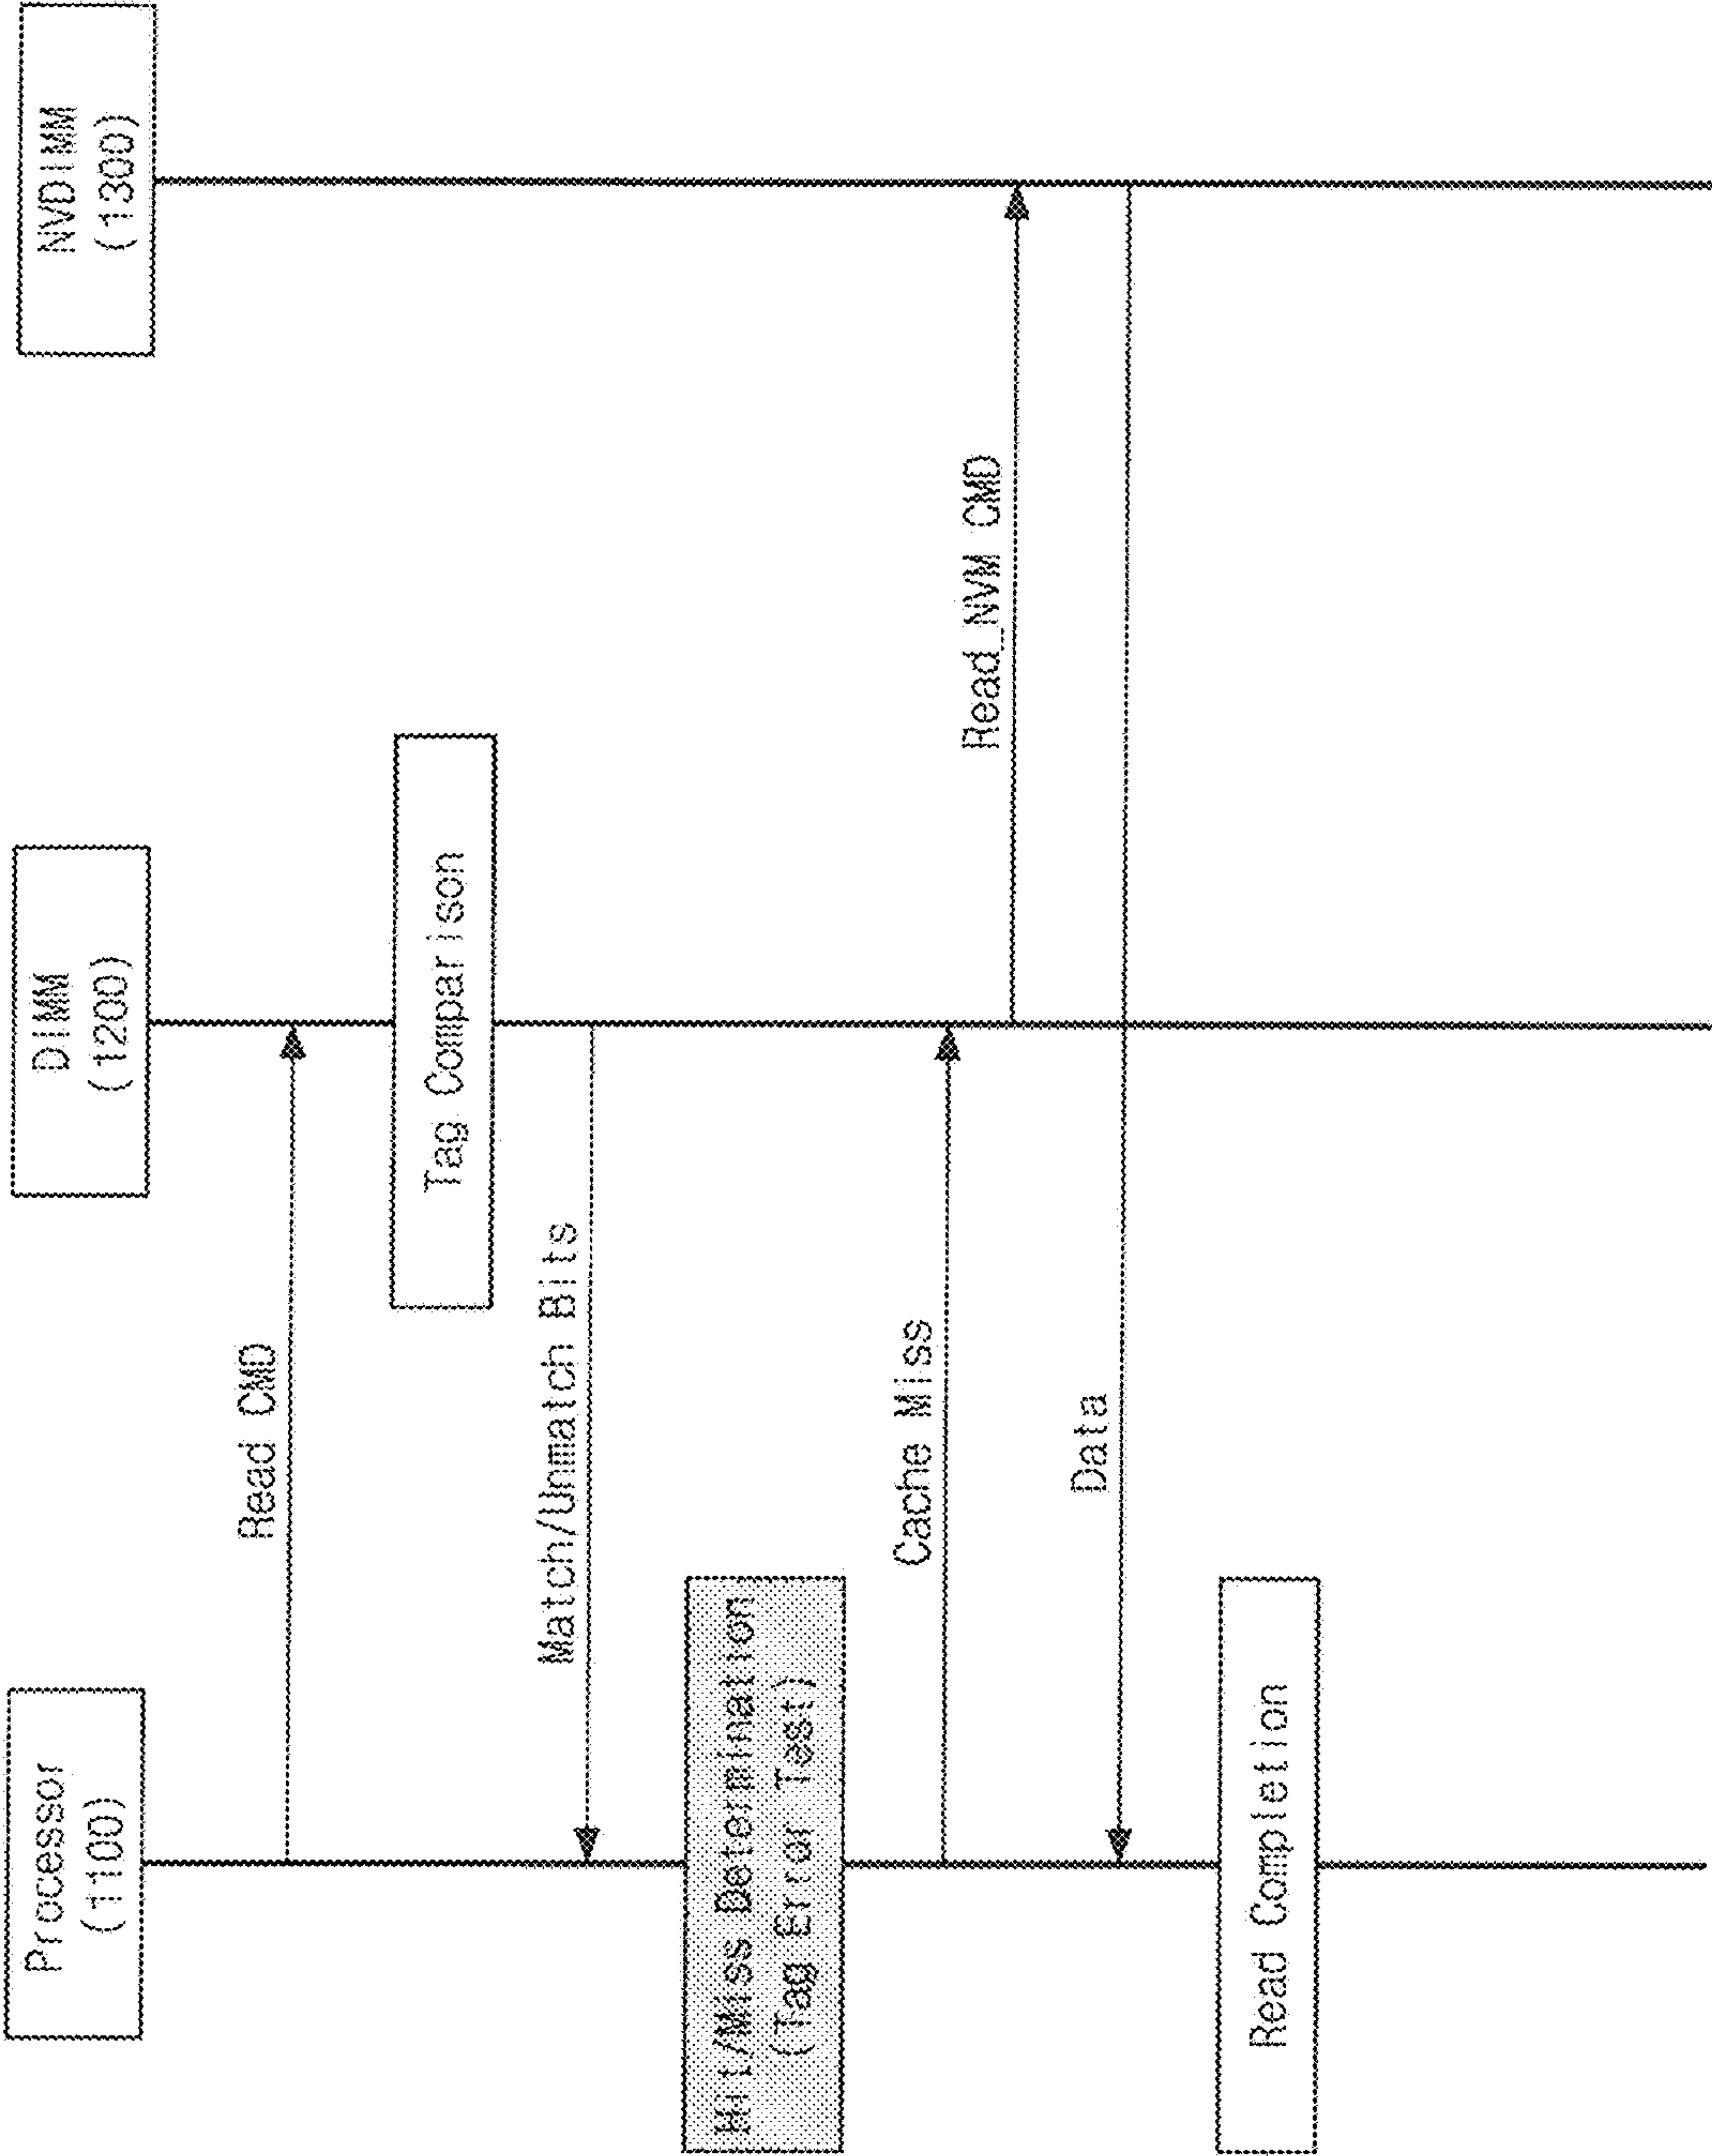 Processor
(1100)
DIMM
(1200)
NVDIMM
(1300)
Read CMD
Tag Comparison
Match/Unmatch Bits
Hit/Miss Determination
(Tag Error Test)
Cache Miss
Read_NVM CMD
Data
Read Completion